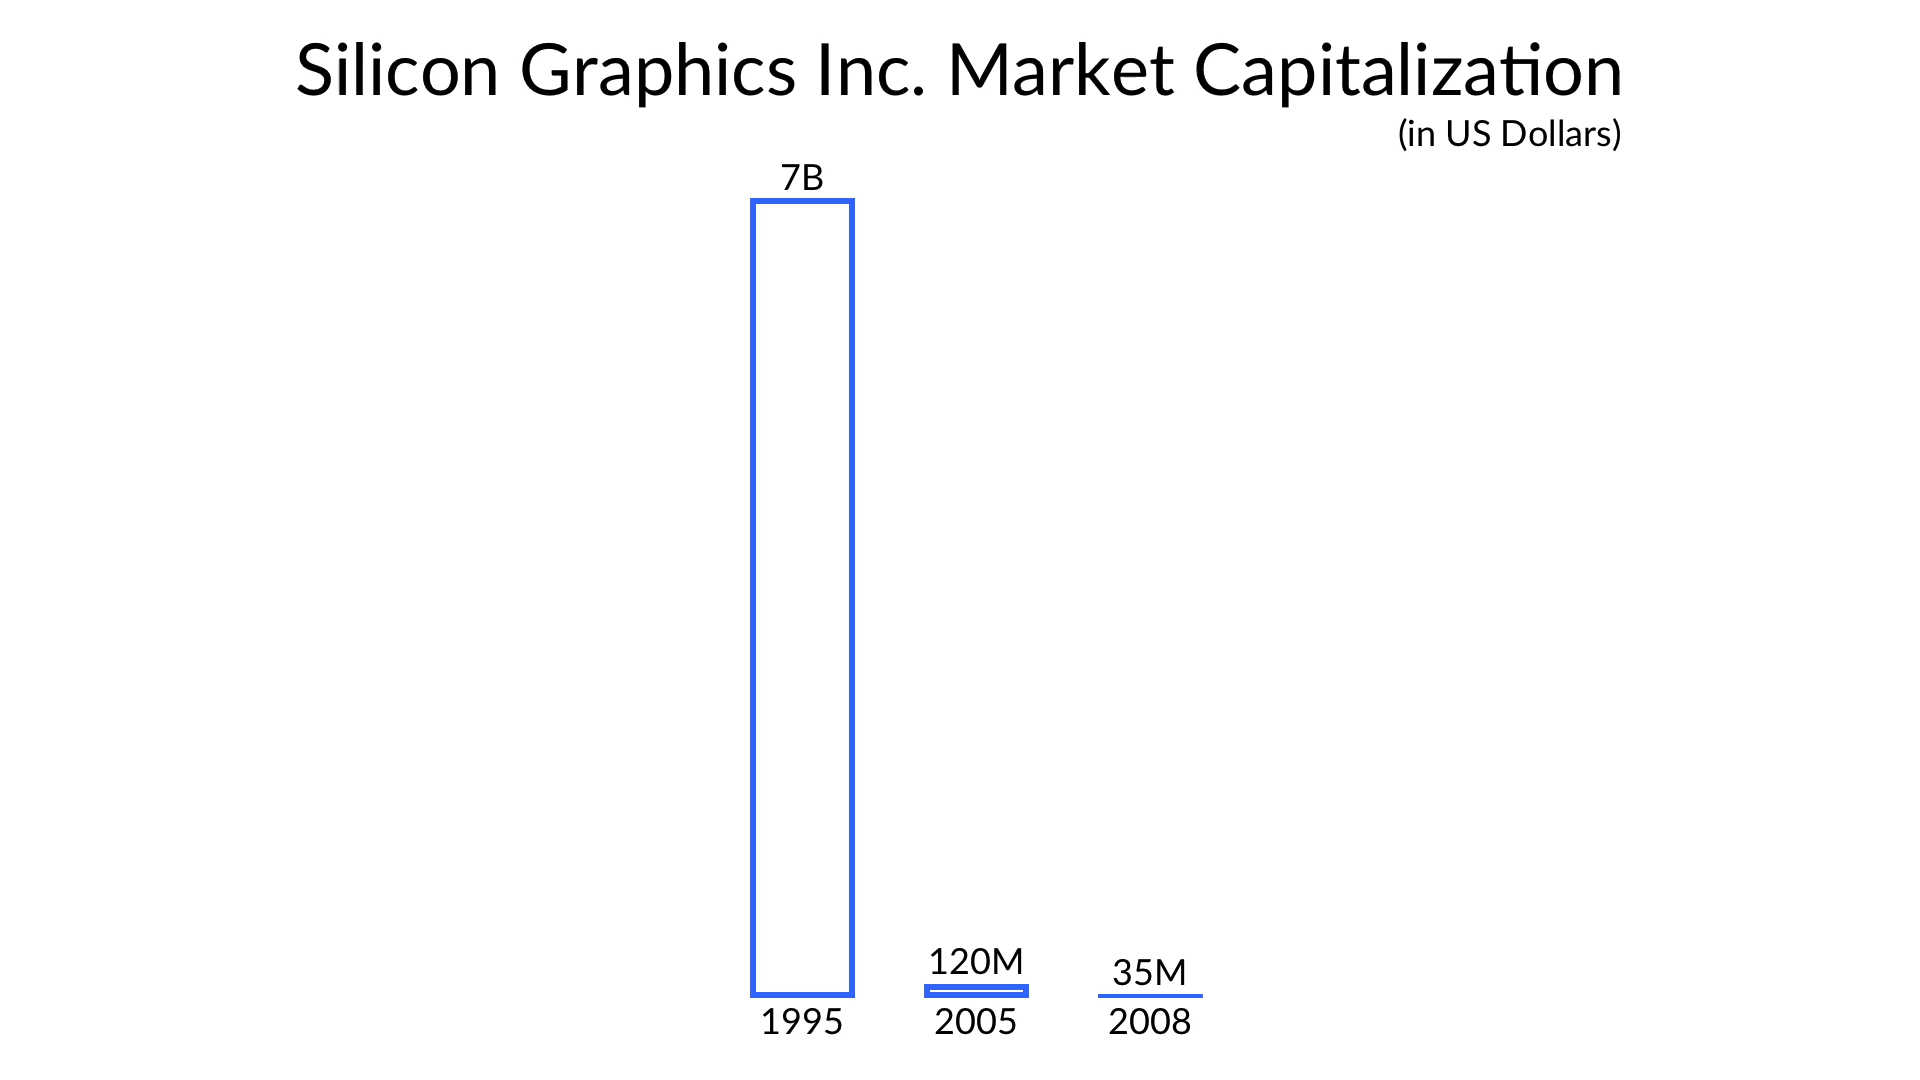 Silicon Graphics Inc. Market Capitalization
(in US Dollars)
7B
120M
35M
1995
2005
2008